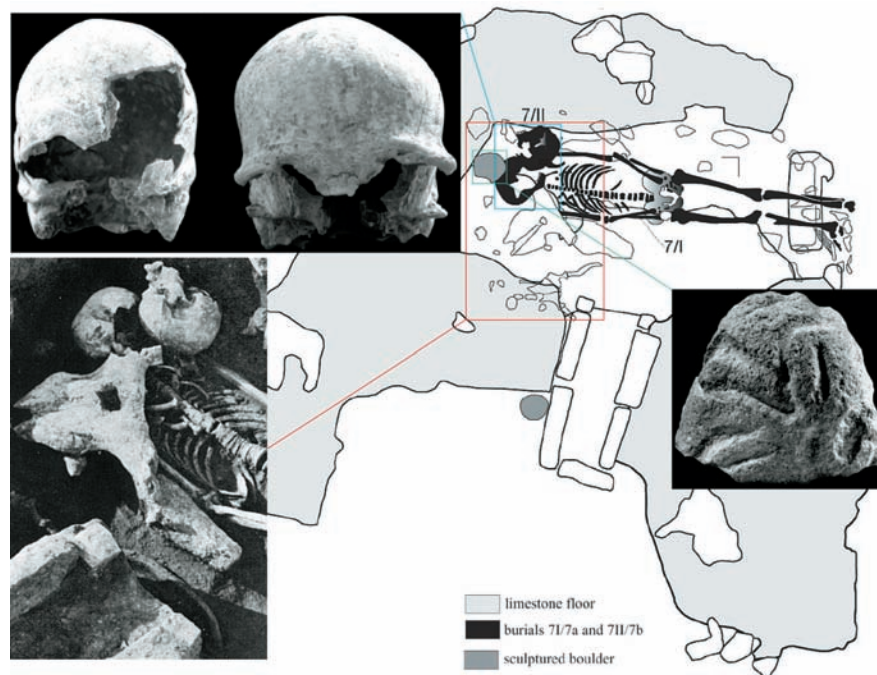 7/II
7/I
limestone floor
burials 7I/7a and 7II/7b
sculptured boulder